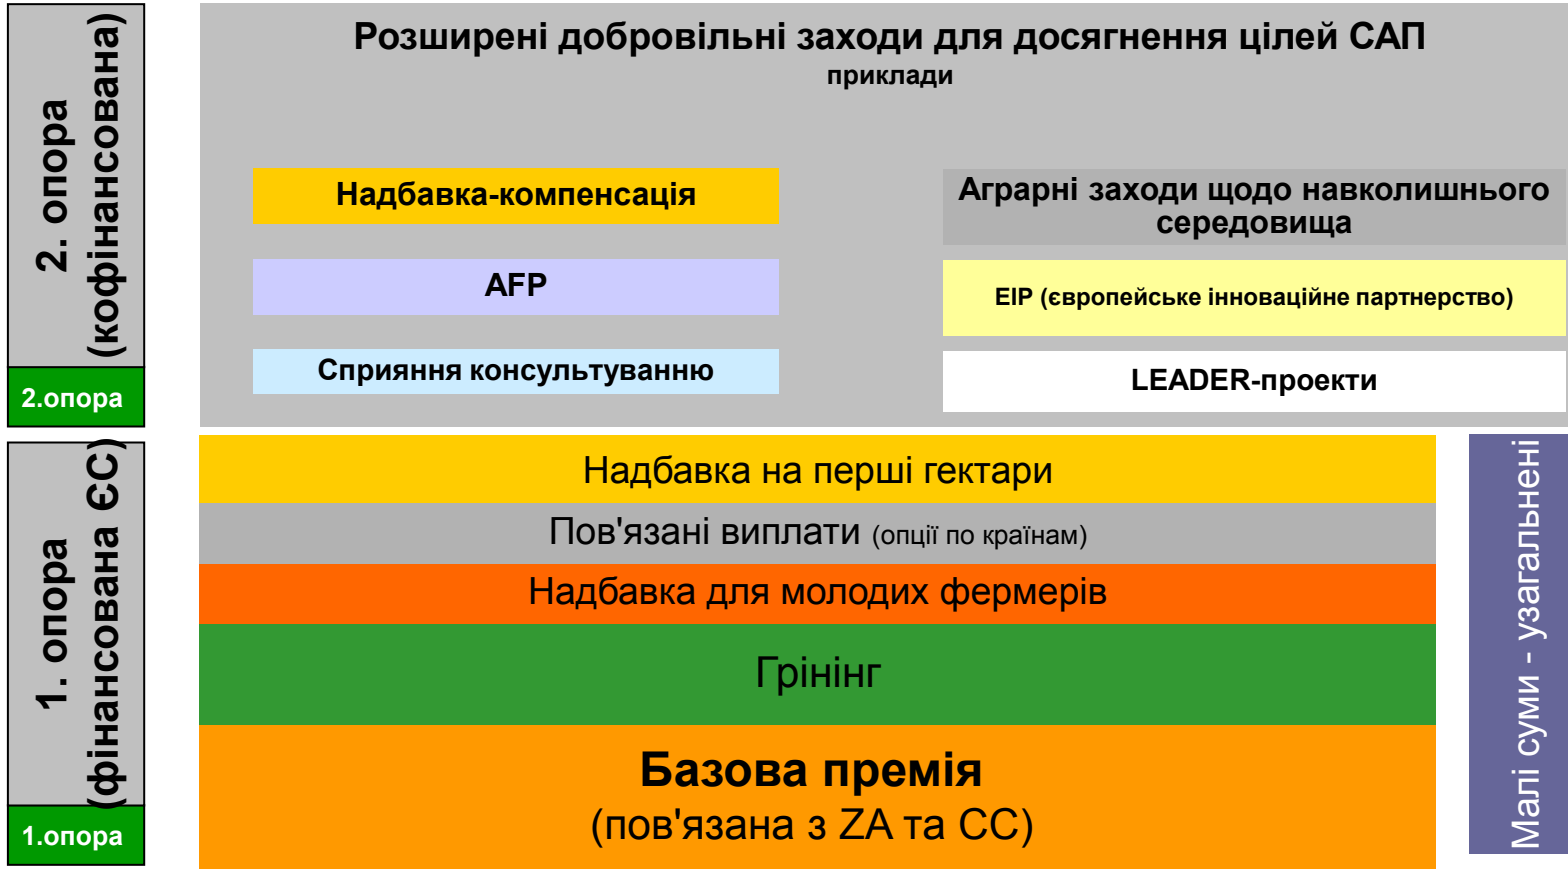 2. опора
(кофінансована)
2.опора
Розширені добровільні заходи для досягнення цілей САП
приклади
Надбавка-компенсація
Аграрні заходи щодо навколишнього
середовища
AFP
EIP (європейське інноваційне партнерство)
Сприяння консультуванню
LEADER-проекти
1. опора
(фінансована ЄС)
1.опора
Надбавка на перші гектари
Пов'язані виплати (опції по країнам)
Надбавка для молодих фермерів
Грінінг
Базова премія
(пов'язана з ZA та CC)
Малі суми - узагальнені